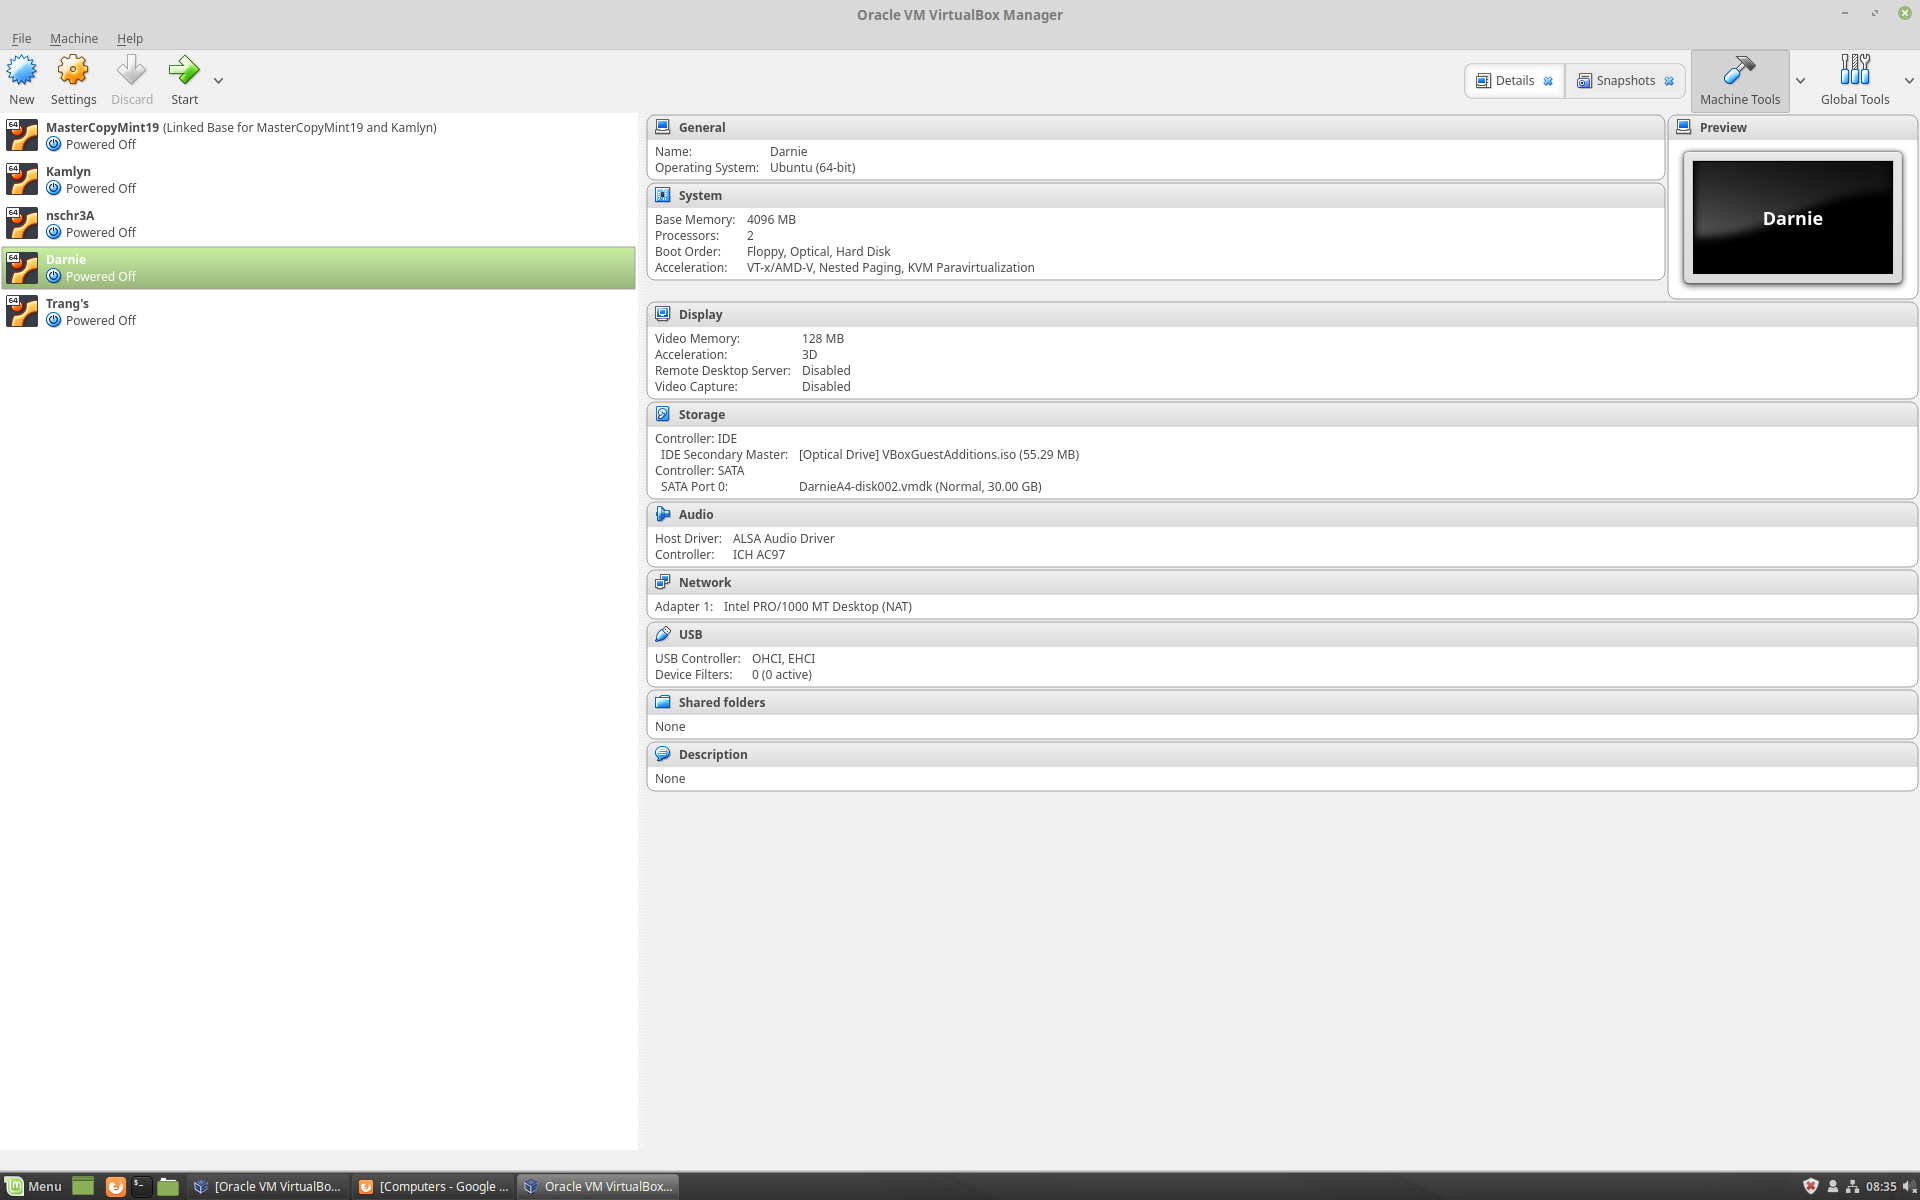 Oracle VM VirtualBox Manager
File Machine Help
New Settings Discard Start
Details Snapshots Machine Tools Global Tools
MasterCopyMint19 (Linked Base for MasterCopyMint19 and Kamlyn)
Powered Off
Kamlyn
Powered Off
nschr3A
Powered Off
Darnie
Powered Off
Trang's
Powered Off
64
64
64
64
64
General
Name: Darnie
Operating System: Ubuntu (64-bit)
System
Base Memory: 4096 MB
Processors: 2
Boot Order: Floppy, Optical, Hard Disk
Acceleration: VT-x/AMD-V, Nested Paging, KVM Paravirtualization
Preview
Darnie
Display
Video Memory: 128 MB
Acceleration: 3D
Remote Desktop Server: Disabled
Video Capture: Disabled
Storage
Controller: IDE
IDE Secondary Master: [Optical Drive] VBoxGuestAdditions.iso (55.29 MB)
Controller: SATA
SATA Port 0: DarnieA4-disk002.vmdk (Normal, 30.00 GB)
Audio
Host Driver: ALSA Audio Driver
Controller: ICH AC97
Network
Adapter 1: Intel PRO/1000 MT Desktop (NAT)
USB
USB Controller: OHCI, EHCI
Device Filters: 0 (0 active)
Shared folders
None
Description
None
Menu [Oracle VM VirtualBo... [Computers - Google ... Oracle VM VirtualBox... 08:35